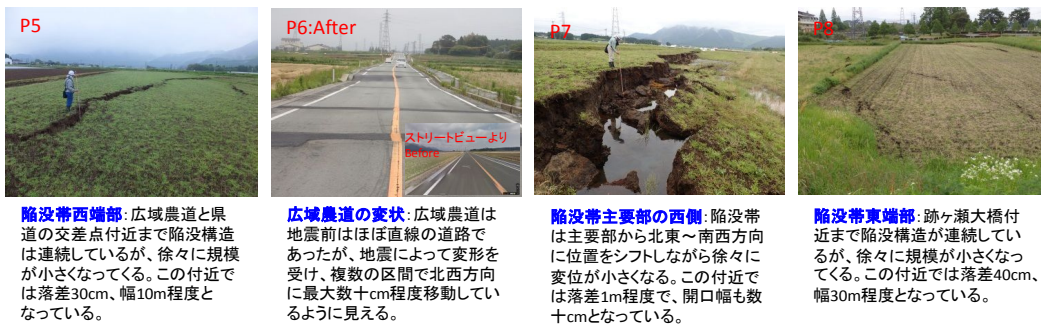 P5
P6:After
P7
P8
ストリートビューより
before
陥没帯西端部：広域農道と県
道の交差点付近まで陥没構造
は連続しているが、徐々に規模
が小さくなってくる。この付近で
は落差30cm、幅10m程度と
なっている。
広域農道の変状：広域農道は
地震前はほぼ直線の道路で
あったが、地震によって変形を
受け、複数の区間で北西方向
に最大数十cm程度移動してい
るように見える。
陥没帯主要部の西側：陥没帯
は主要部から北東～南西方向
に位置をシフトしながら徐々に
変位が小さくなる。この付近で
は落差1m程度で、開口幅も数
十cmとなっている。
陥没帯東端部：跡ヶ瀬大橋付
近まで陥没構造が連続してい
るが、徐々に規模が小さくなっ
てくる。この付近では落差40cm、
幅30m程度となっている。